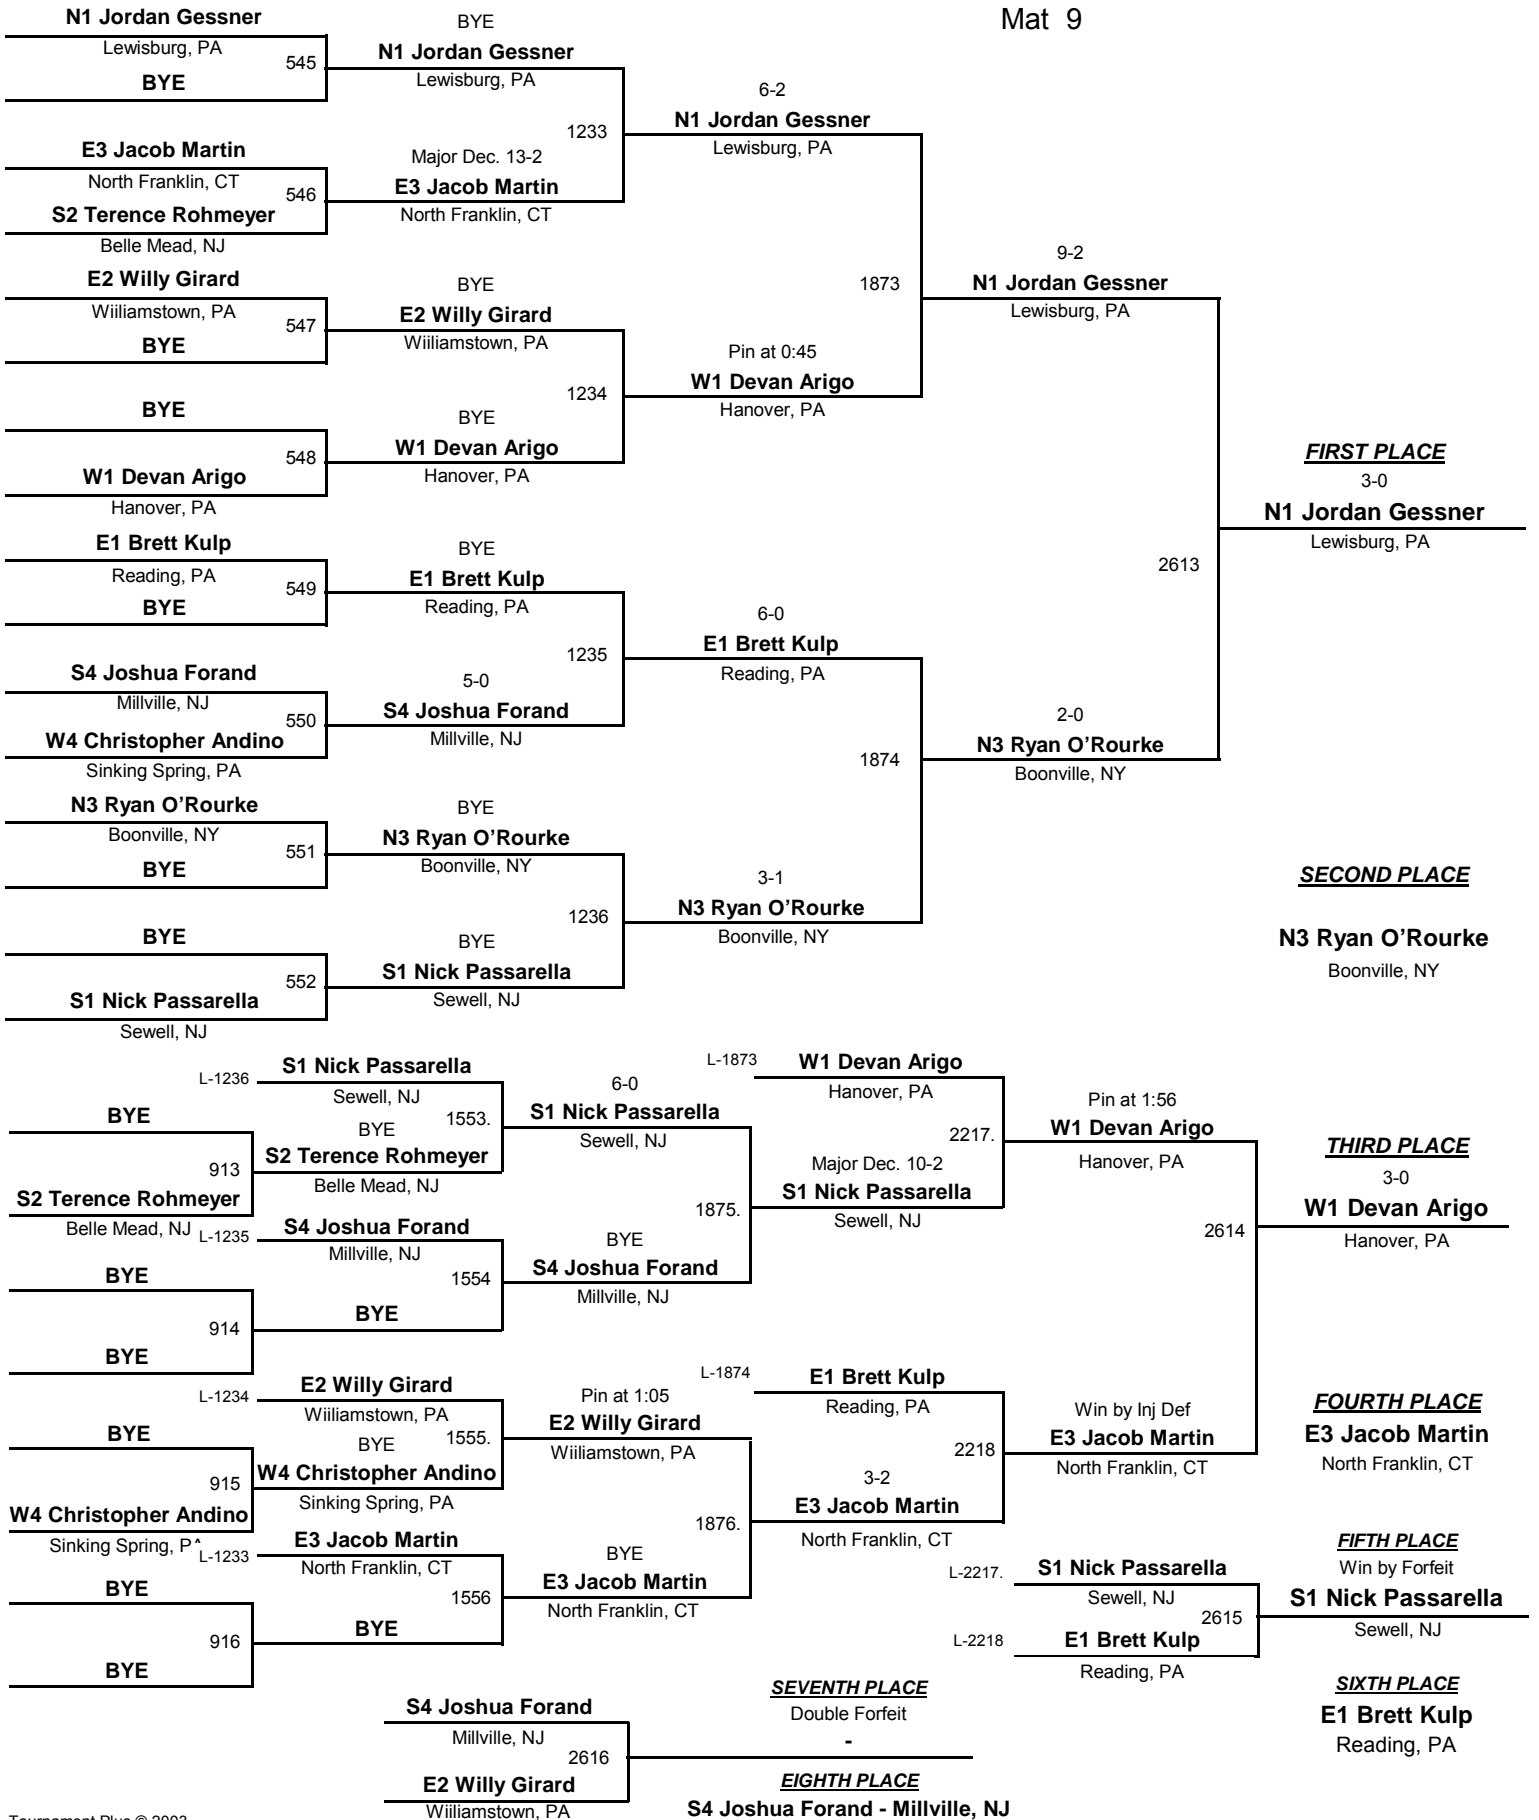 Mat 9
N1 Jordan Gessner
Lewisburg, PA
545
BYE
E3 Jacob Martin
North Franklin, CT
546
S2 Terence Rohmeyer
Belle Mead, NJ
E2 Willy Girard
Wiiliamstown, PA
547
BYE
BYE
548
W1 Devan Arigo
Hanover, PA
E1 Brett Kulp
Reading, PA
549
BYE
S4 Joshua Forand
Millville, NJ
550
W4 Christopher Andino
Sinking Spring, PA
N3 Ryan O’Rourke
Boonville, NY
551
BYE
BYE
552
S1 Nick Passarella
Sewell, NJ
BYE
N1 Jordan Gessner
Lewisburg, PA
1233
Major Dec. 13-2
E3 Jacob Martin
North Franklin, CT
BYE
E2 Willy Girard
Wiiliamstown, PA
1234
BYE
W1 Devan Arigo
Hanover, PA
BYE
E1 Brett Kulp
Reading, PA
1235
5-0
S4 Joshua Forand
Millville, NJ
BYE
N3 Ryan O’Rourke
Boonville, NY
1236
BYE
S1 Nick Passarella
Sewell, NJ
6-2
N1 Jordan Gessner
Lewisburg, PA
1873
Pin at 0:45
W1 Devan Arigo
Hanover, PA
6-0
E1 Brett Kulp
Reading, PA
1874
3-1
N3 Ryan O’Rourke
Boonville, NY
9-2
N1 Jordan Gessner
Lewisburg, PA
2613
2-0
N3 Ryan O’Rourke
Boonville, NY
FIRST PLACE
3-0
N1 Jordan Gessner
Lewisburg, PA
SECOND PLACE
N3 Ryan O’Rourke
Boonville, NY
BYE
913
S2 Terence Rohmeyer
Belle Mead, NJ
BYE
914
BYE
BYE
915
W4 Christopher Andino
Sinking Spring, PA
BYE
916
BYE
L-1236
S1 Nick Passarella
Sewell, NJ
1553.
BYE
S2 Terence Rohmeyer
Belle Mead, NJ
L-1235
S4 Joshua Forand
Millville, NJ
1554
BYE
L-1234
E2 Willy Girard
Wiiliamstown, PA
1555.
BYE
W4 Christopher Andino
Sinking Spring, PA
L-1233
E3 Jacob Martin
North Franklin, CT
1556
BYE
6-0
S1 Nick Passarella
Sewell, NJ
1875.
BYE
S4 Joshua Forand
Millville, NJ
Pin at 1:05
E2 Willy Girard
Wiiliamstown, PA
1876.
BYE
E3 Jacob Martin
North Franklin, CT
L-1873
W1 Devan Arigo
Hanover, PA
2217.
Major Dec. 10-2
S1 Nick Passarella
Sewell, NJ
L-1874
E1 Brett Kulp
Reading, PA
2218
3-2
E3 Jacob Martin
North Franklin, CT
Pin at 1:56
W1 Devan Arigo
Hanover, PA
2614
Win by Inj Def
E3 Jacob Martin
North Franklin, CT
THIRD PLACE
3-0
W1 Devan Arigo
Hanover, PA
FOURTH PLACE
E3 Jacob Martin
North Franklin, CT
L-2217.
S1 Nick Passarella
Sewell, NJ
2615
L-2218
E1 Brett Kulp
Reading, PA
FIFTH PLACE
Win by Forfeit
S1 Nick Passarella
Sewell, NJ
SIXTH PLACE
E1 Brett Kulp
Reading, PA
S4 Joshua Forand
Millville, NJ
2616
E2 Willy Girard
Wiiliamstown, PA
SEVENTH PLACE
Double Forfeit
-
EIGHTH PLACE
S4 Joshua Forand - Millville, NJ
Tournament Plus © 2003